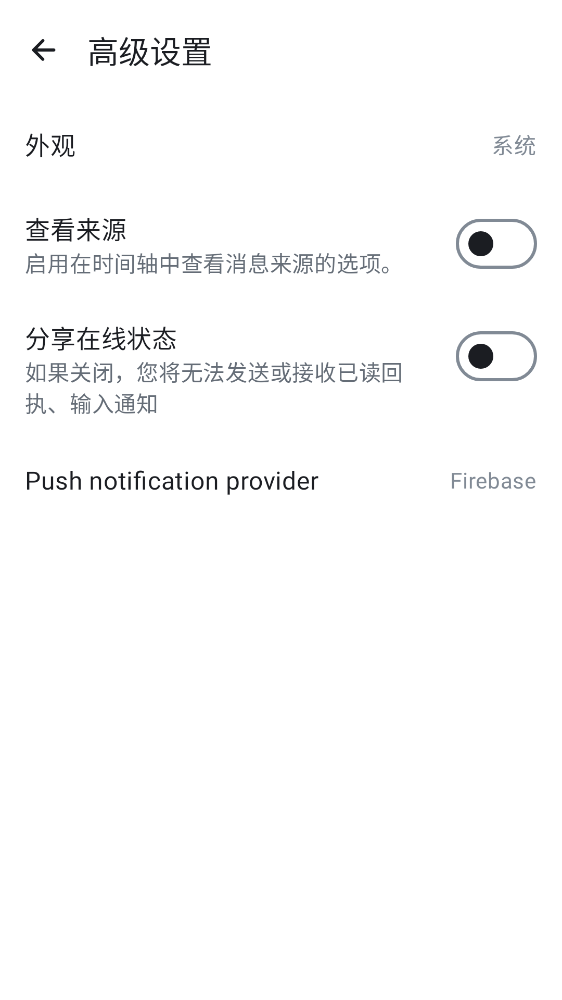 高级设置
外观
系统
查看来源
启用在时间轴中查看消息来源的选项。
分享在线状态
如果关闭，您将无法发送或接收已读回
执、输入通知
Push notification provider
Firebase